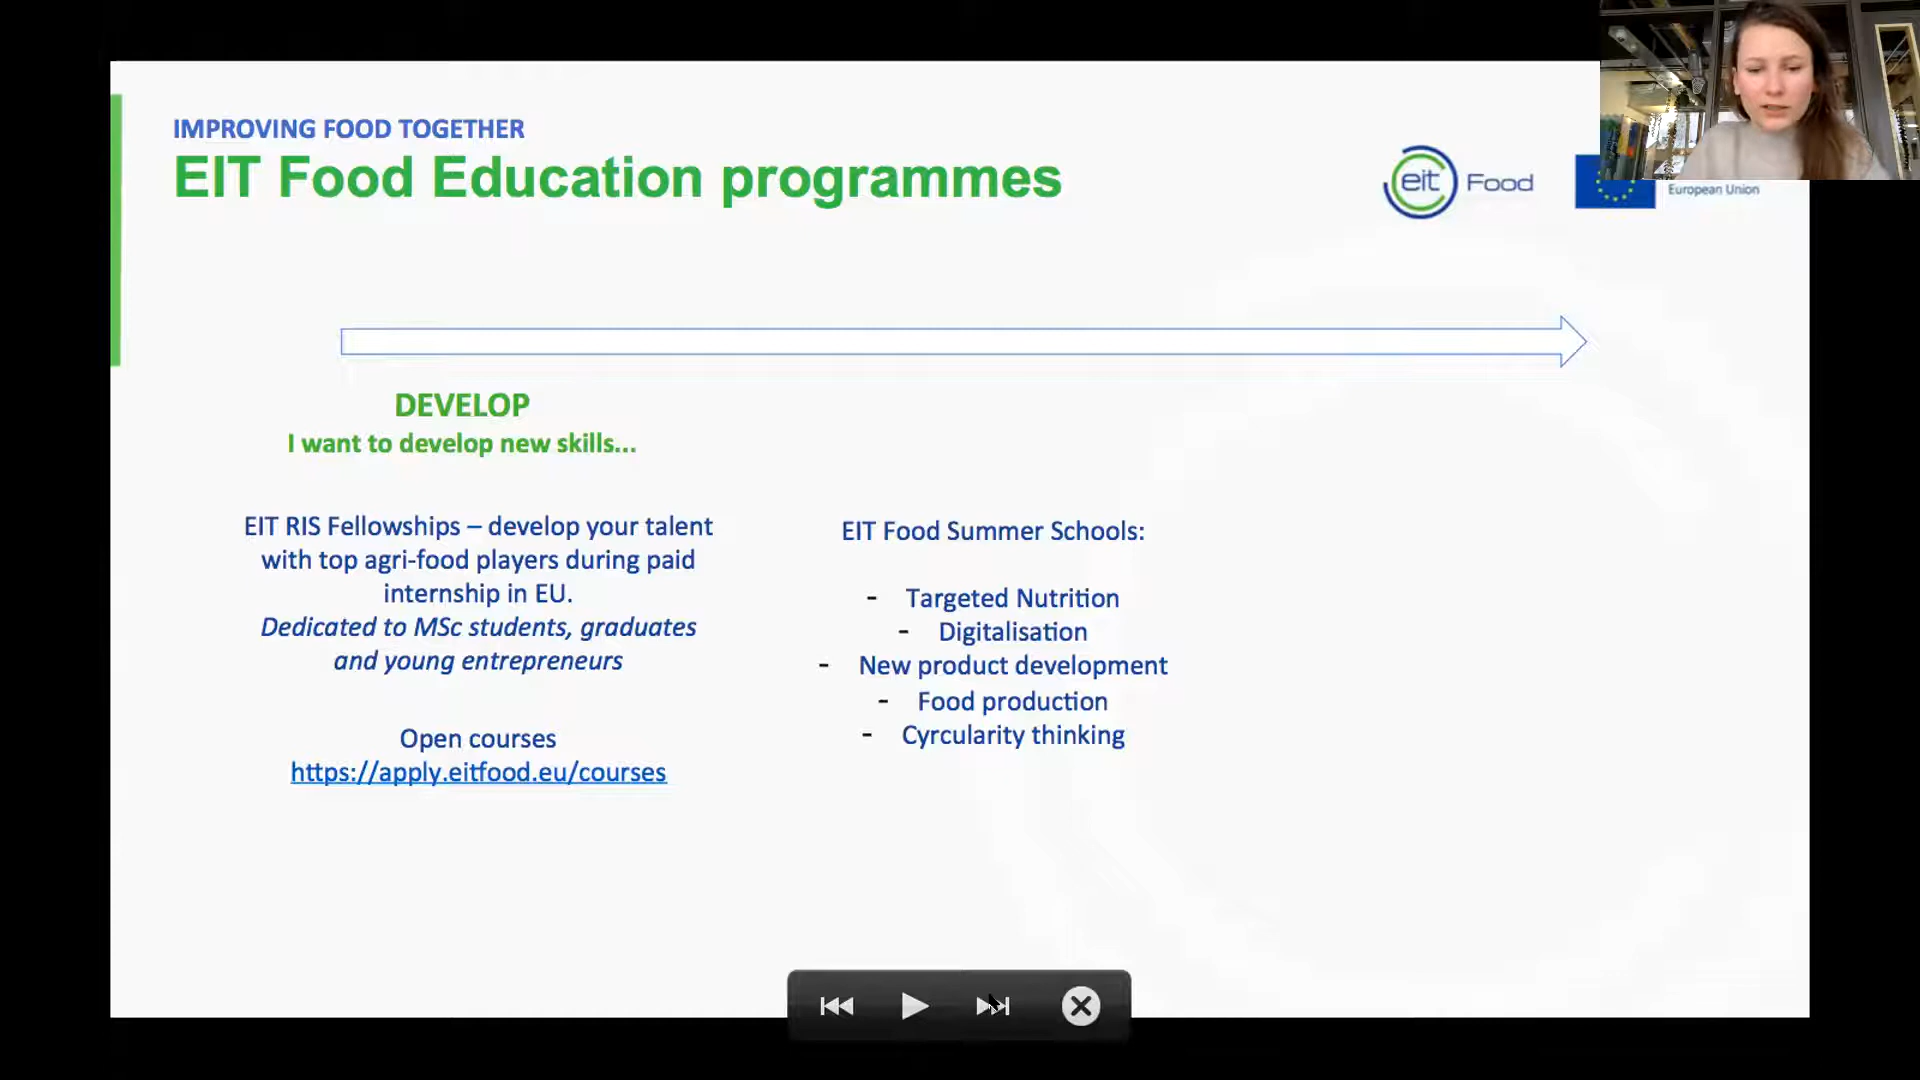 IMPROVING FOOD TOGETHER
EIT Food Education programmes
eit Food
European Union
DEVELOP
I want to develop new skills...
EIT RIS Fellowships – develop your talent
with top agri-food players during paid
internship in EU.
Dedicated to MSc students, graduates
and young entrepreneurs
Open courses
https://apply.eitfood.eu/courses
EIT Food Summer Schools:
- Targeted Nutrition
- Digitalisation
- New product development
- Food production
- Cyrcularity thinking